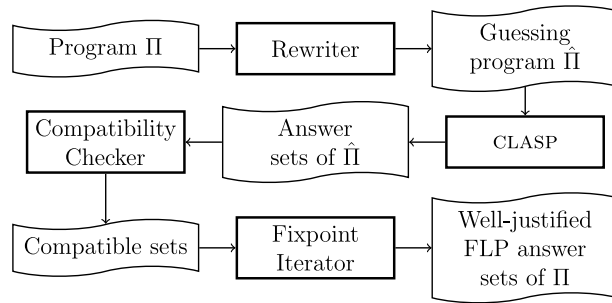 Program Π
Rewriter
Guessing
program Π̂
CLASP
Answer
sets of Π̂
Compatibility
Checker
Compatible sets
Fixpoint
Iterator
Well-justified
FLP answer
sets of Π